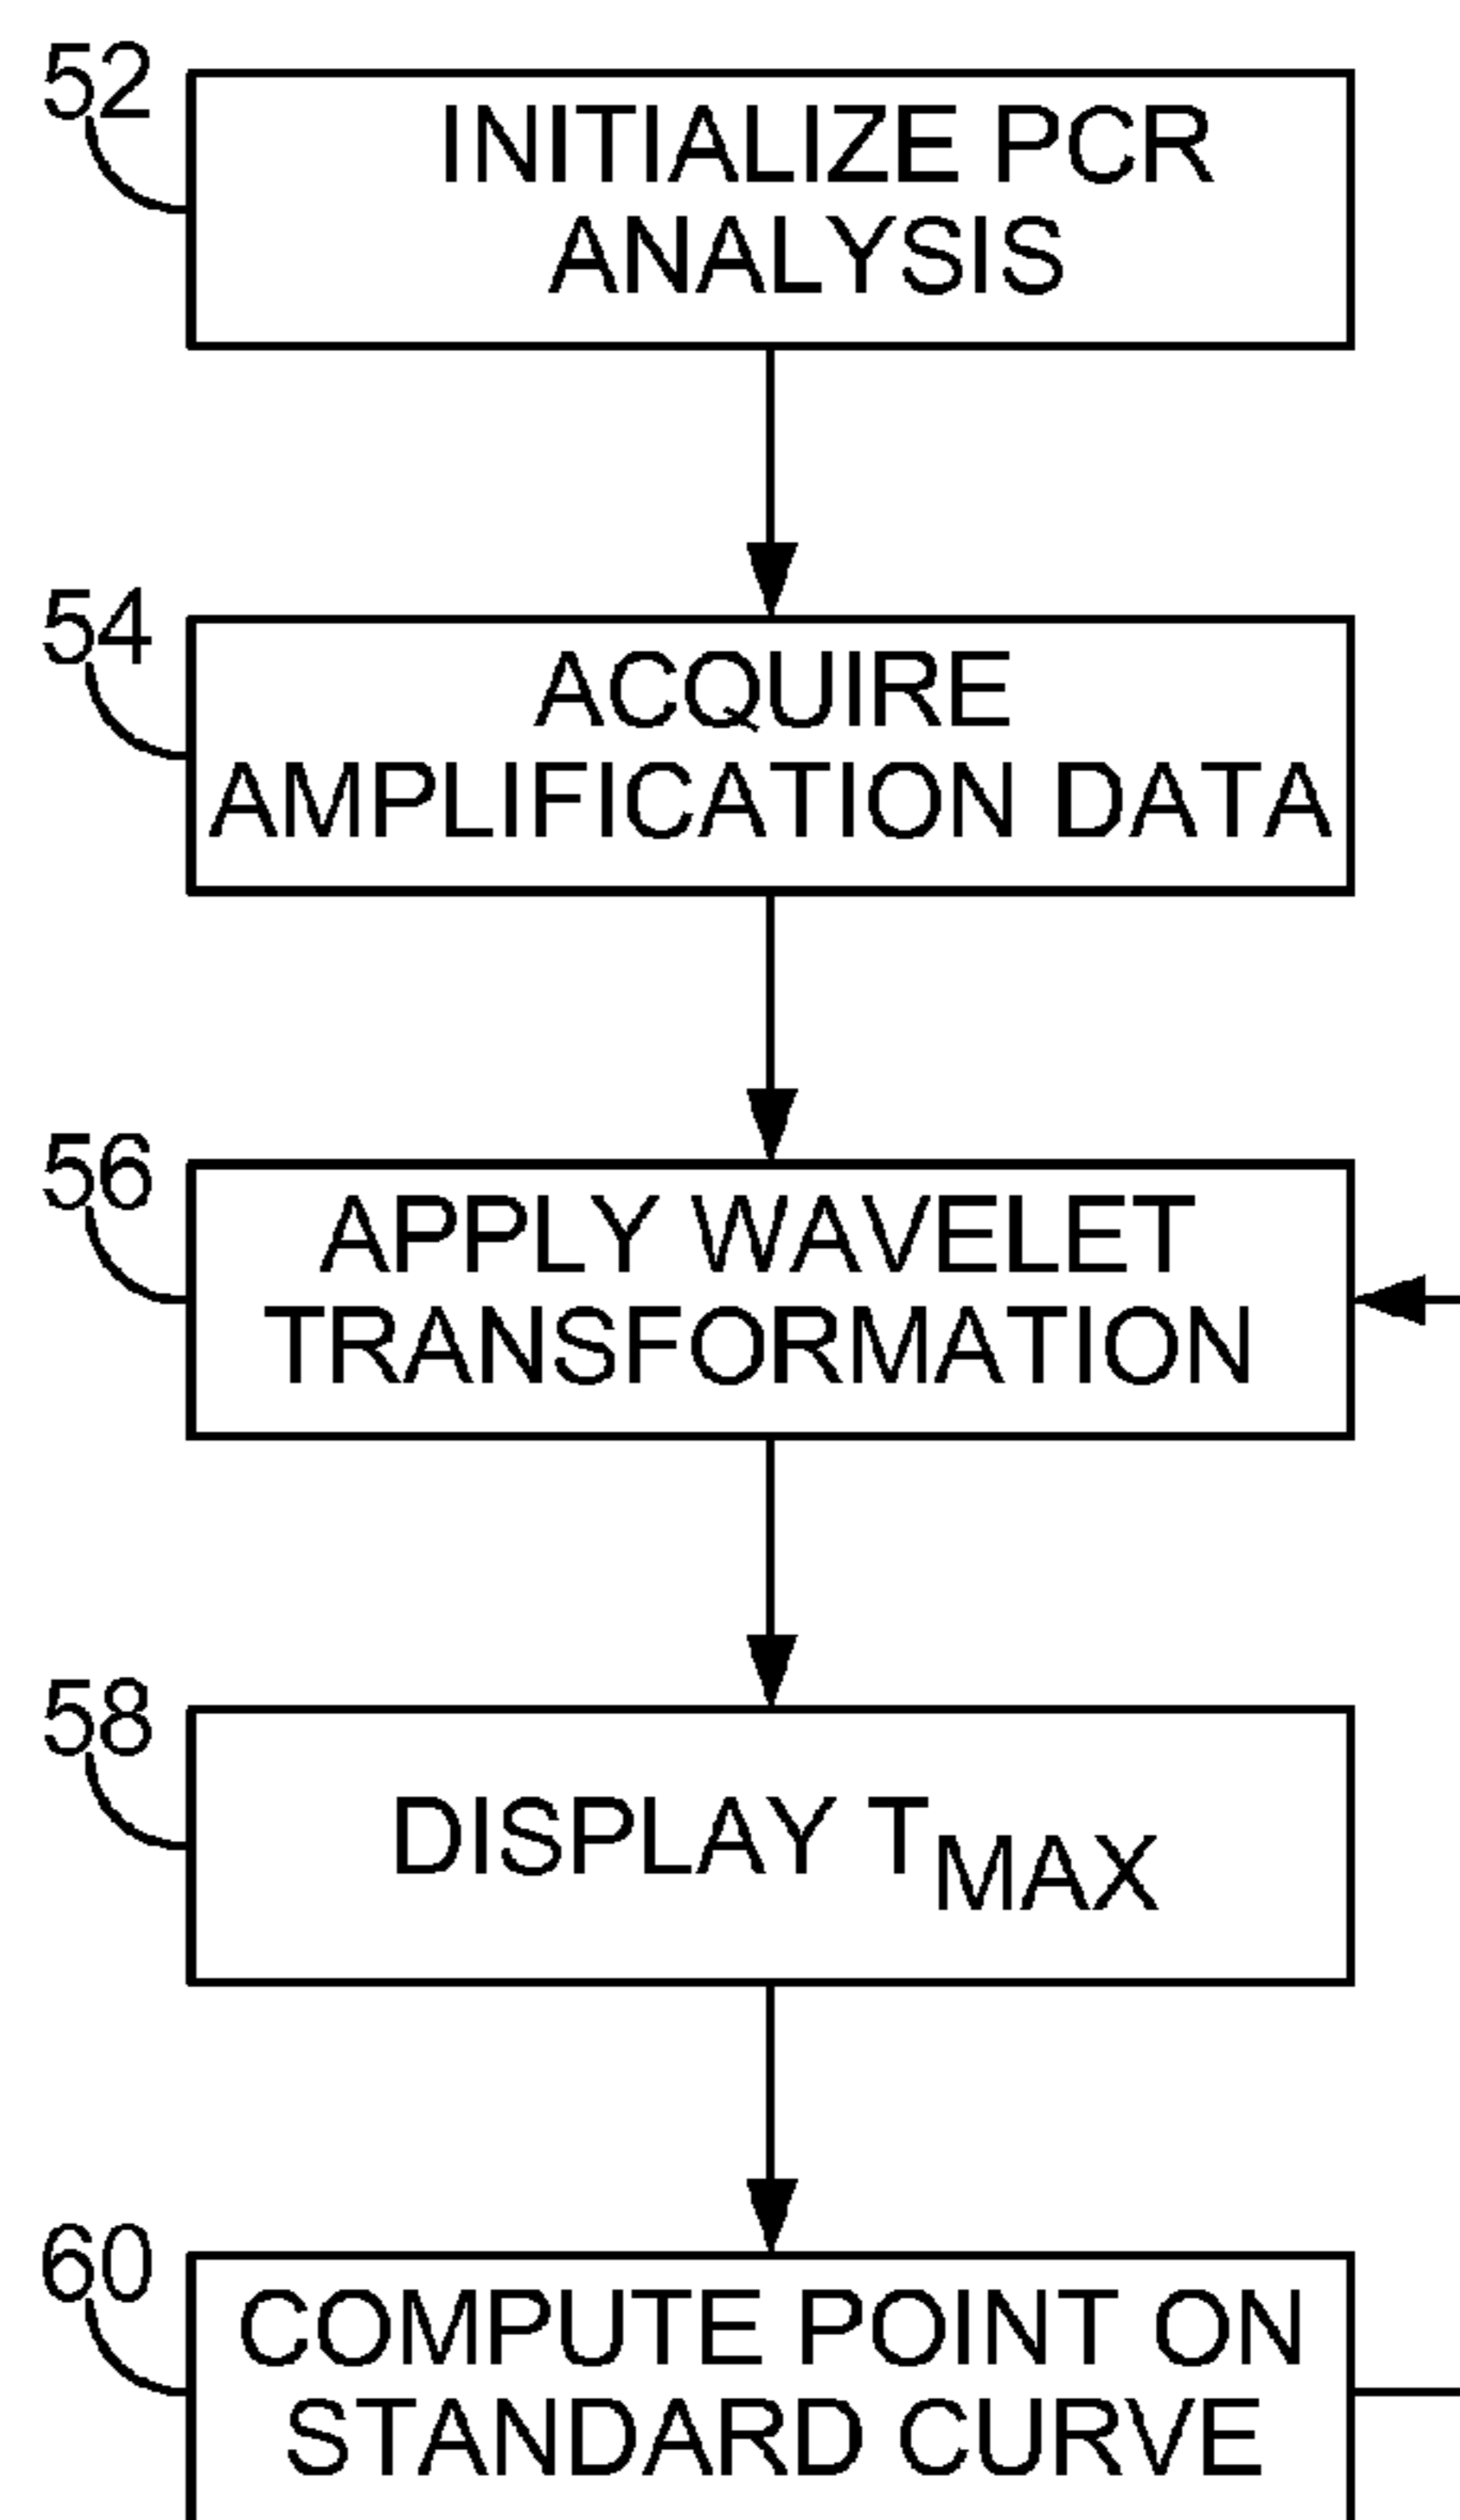 52
INITIALIZE PCR
ANALYSIS
54
ACQUIRE
AMPLIFICATION DATA
56
APPLY WAVELET
TRANSFORMATION
58
DISPLAY TMAX
60
COMPUTE POINT ON
STANDARD CURVE